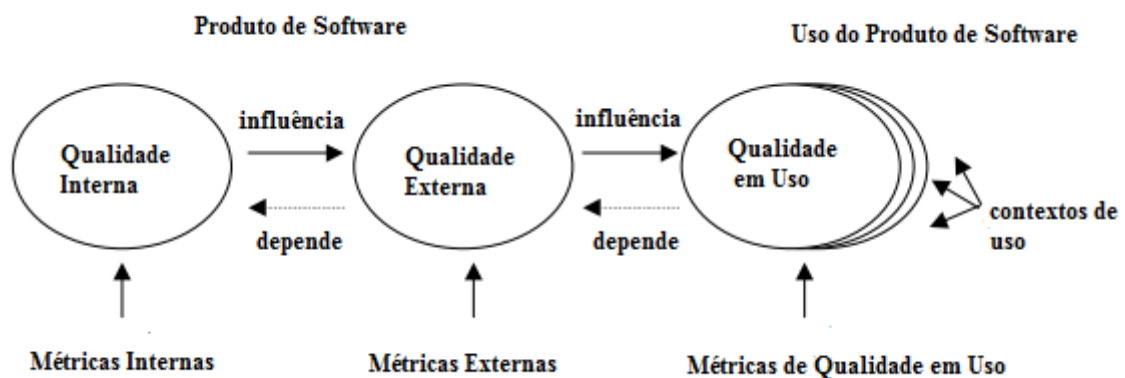 Produto de Software
Uso do Produto de Software
influência
influência
Qualidade
Interna
Qualidade
Externa
Qualidade
em Uso
depende
depende
contextos de
uso
Métricas Internas
Métricas Externas
Métricas de Qualidade em Uso